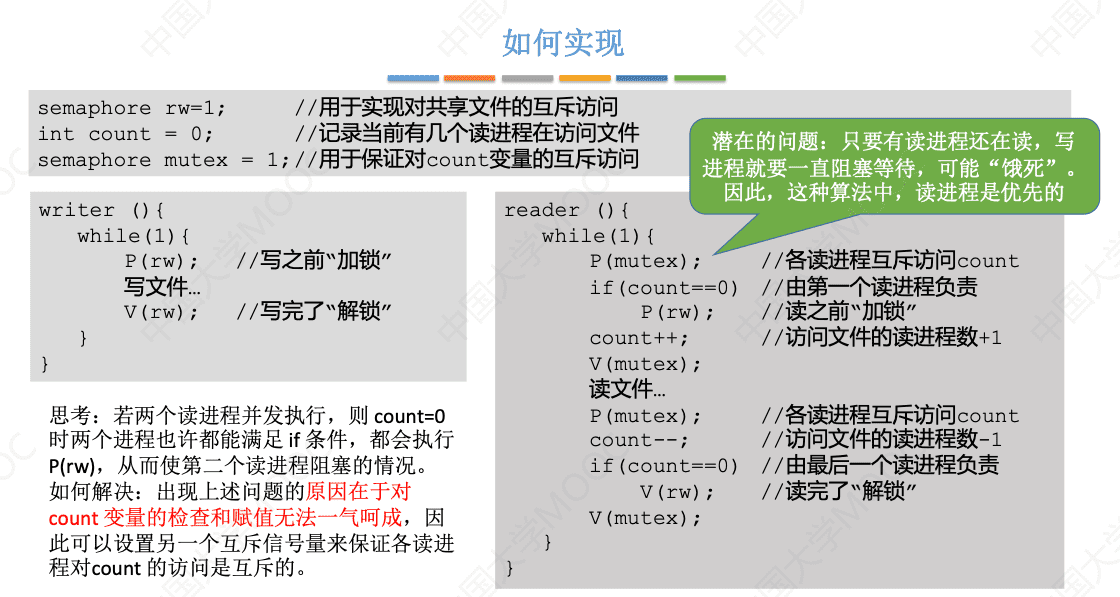 如何实现
semaphore rw=1;      //用于实现对共享文件的互斥访问
int count = 0;       //记录当前有几个读进程在访问文件
semaphore mutex = 1;//用于保证对count变量的互斥访问
潜在的问题：只要有读进程还在读，写
进程就要一直阻塞等待，可能“饿死”。
因此，这种算法中，读进程是优先的
writer (){
while(1){
P(rw);   //写之前“加锁”
写文件…
V(rw);   //写完了“解锁”
}
}
思考：若两个读进程并发执行，则 count=0
时两个进程也许都能满足 if 条件，都会执行
P(rw)，从而使第二个读进程阻塞的情况。
如何解决：出现上述问题的原因在于对
count 变量的检查和赋值无法一气呵成，因
此可以设置另一个互斥信号量来保证各读进
程对count 的访问是互斥的。
reader (){
while(1){
P(mutex);     //各读进程互斥访问count
if(count==0)  //由第一个读进程负责
P(rw);    //读之前“加锁”
count++;      //访问文件的读进程数+1
V(mutex);
读文件…
P(mutex);     //各读进程互斥访问count
count--;      //访问文件的读进程数-1
if(count==0)  //由最后一个读进程负责
V(rw);    //读完了“解锁”
V(mutex);
}
}
中国大学MOOC